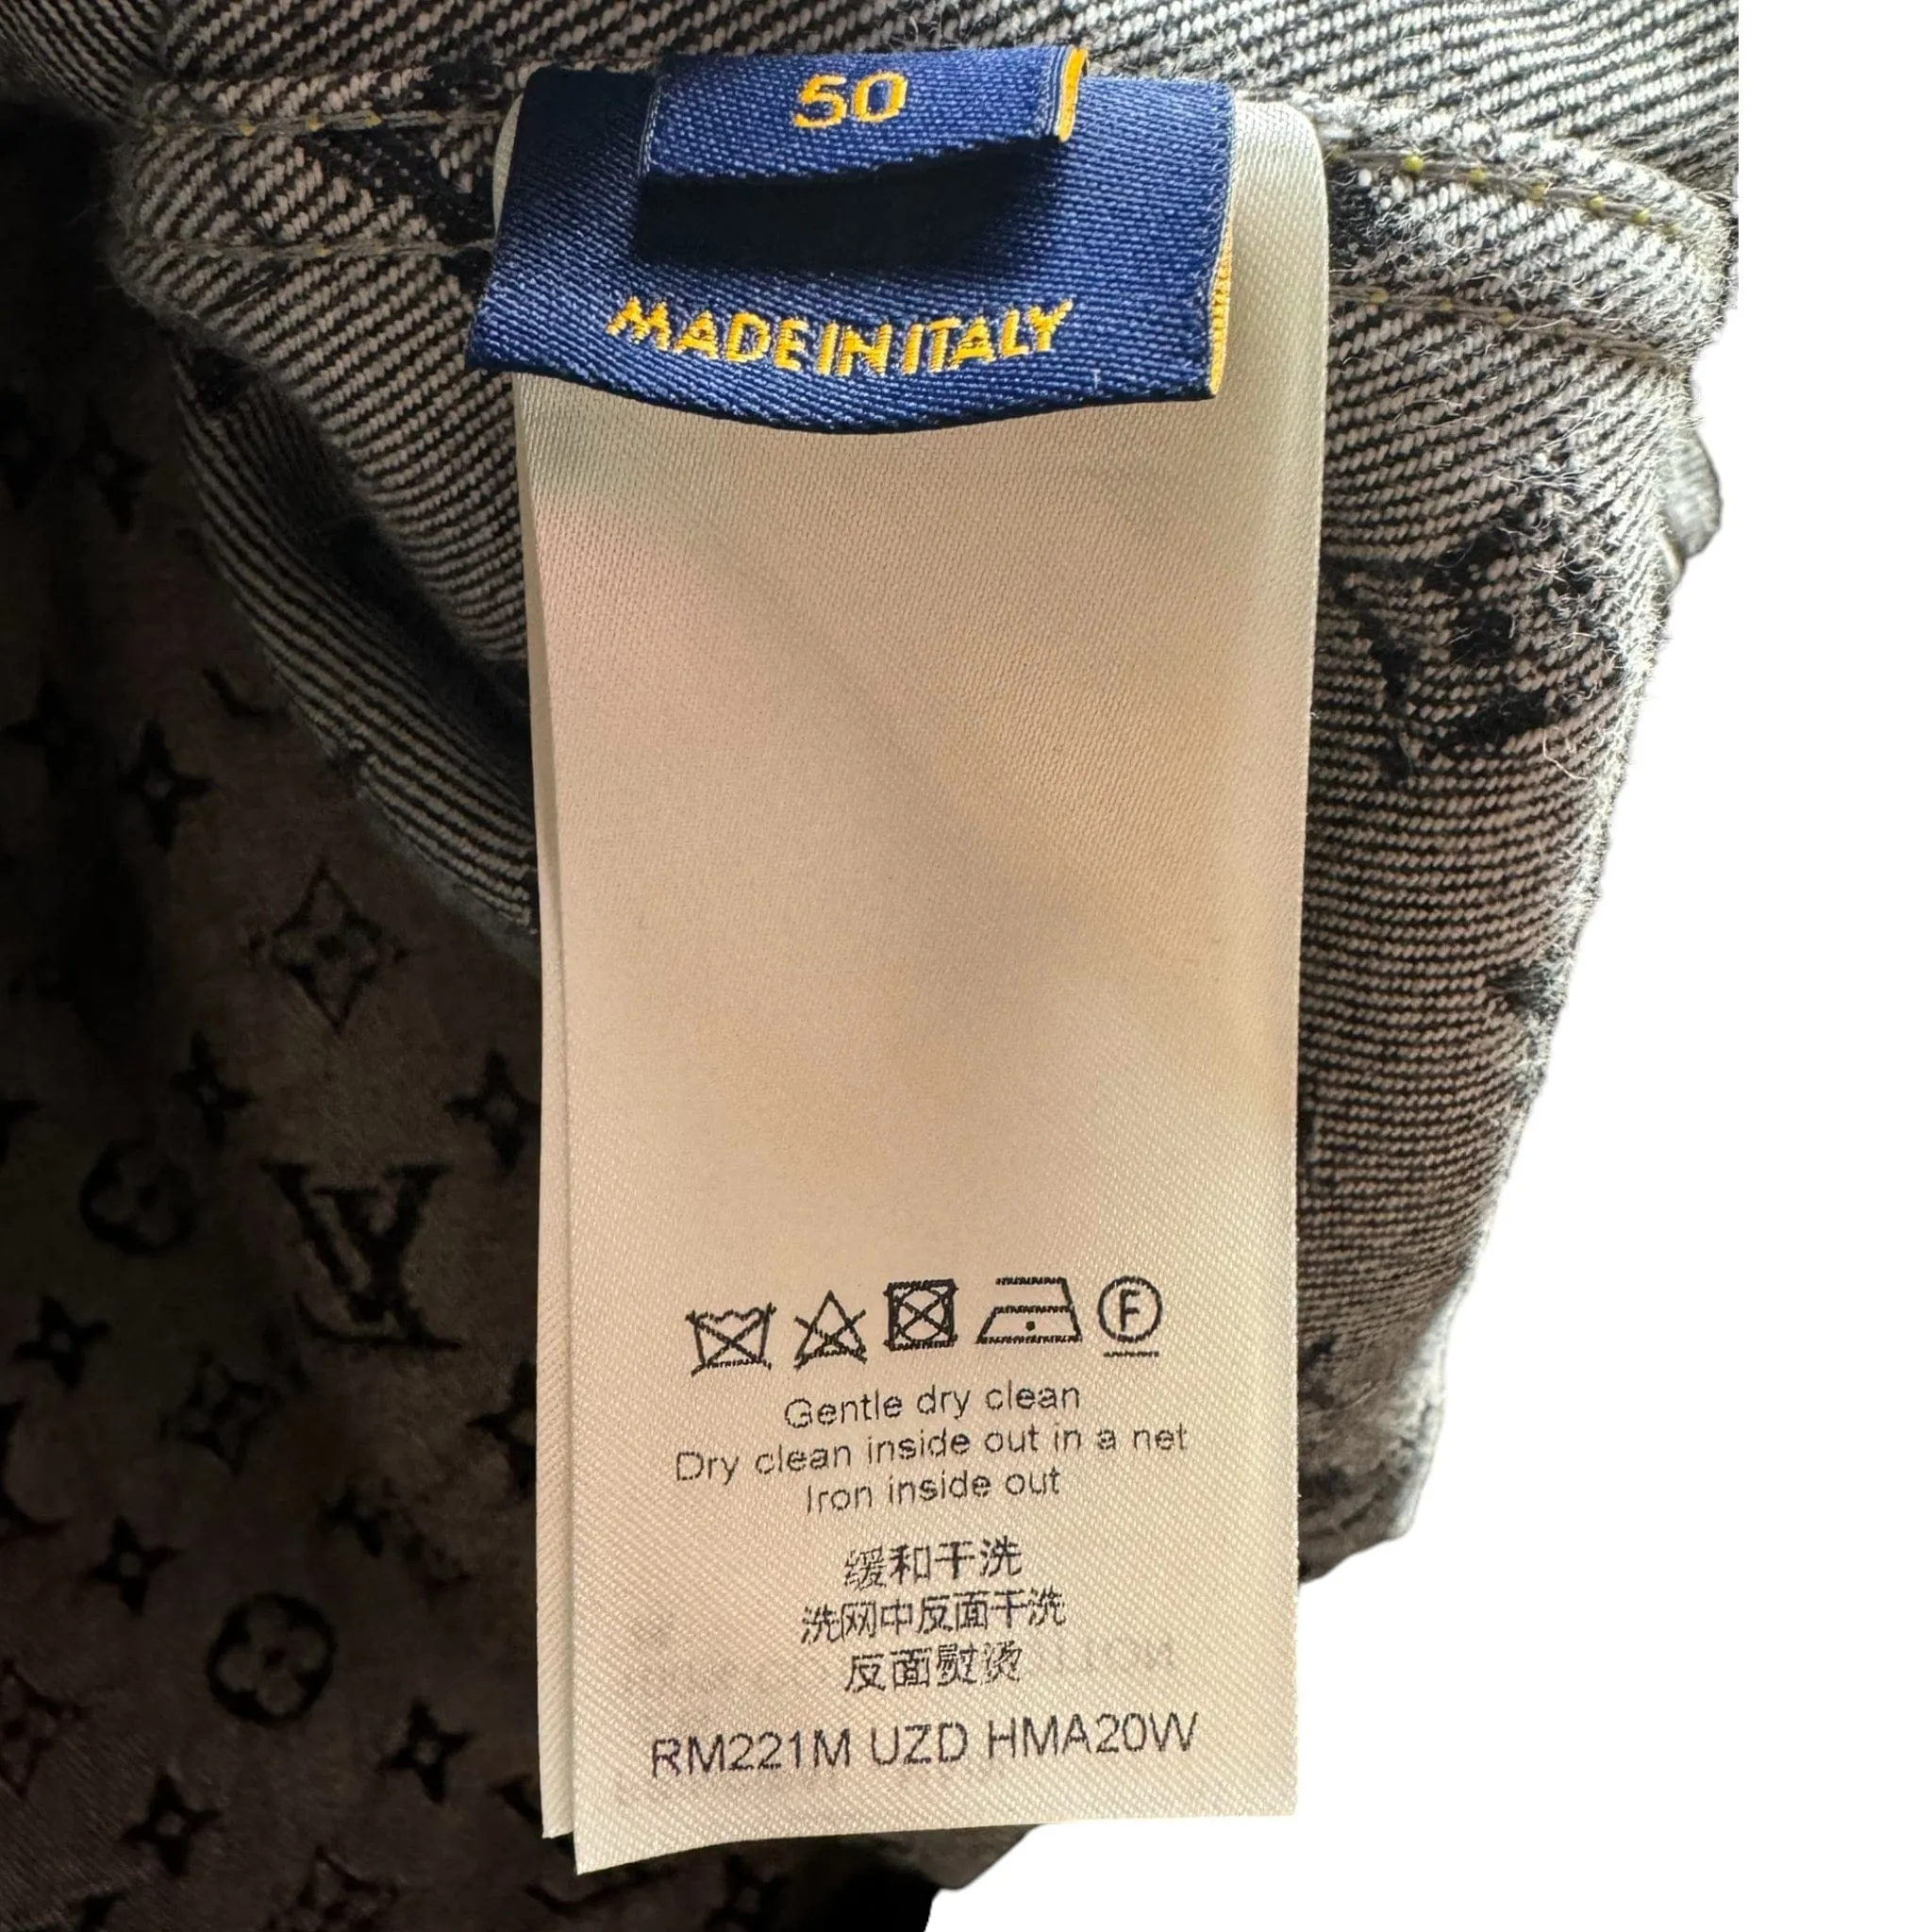 50
MADE IN ITALY
F
Gentle dry clean
Dry clean inside out in a net
Iron inside out
缓和干洗
洗网中反面干洗
反面熨烫
RM221M UZD HMA20W
LV